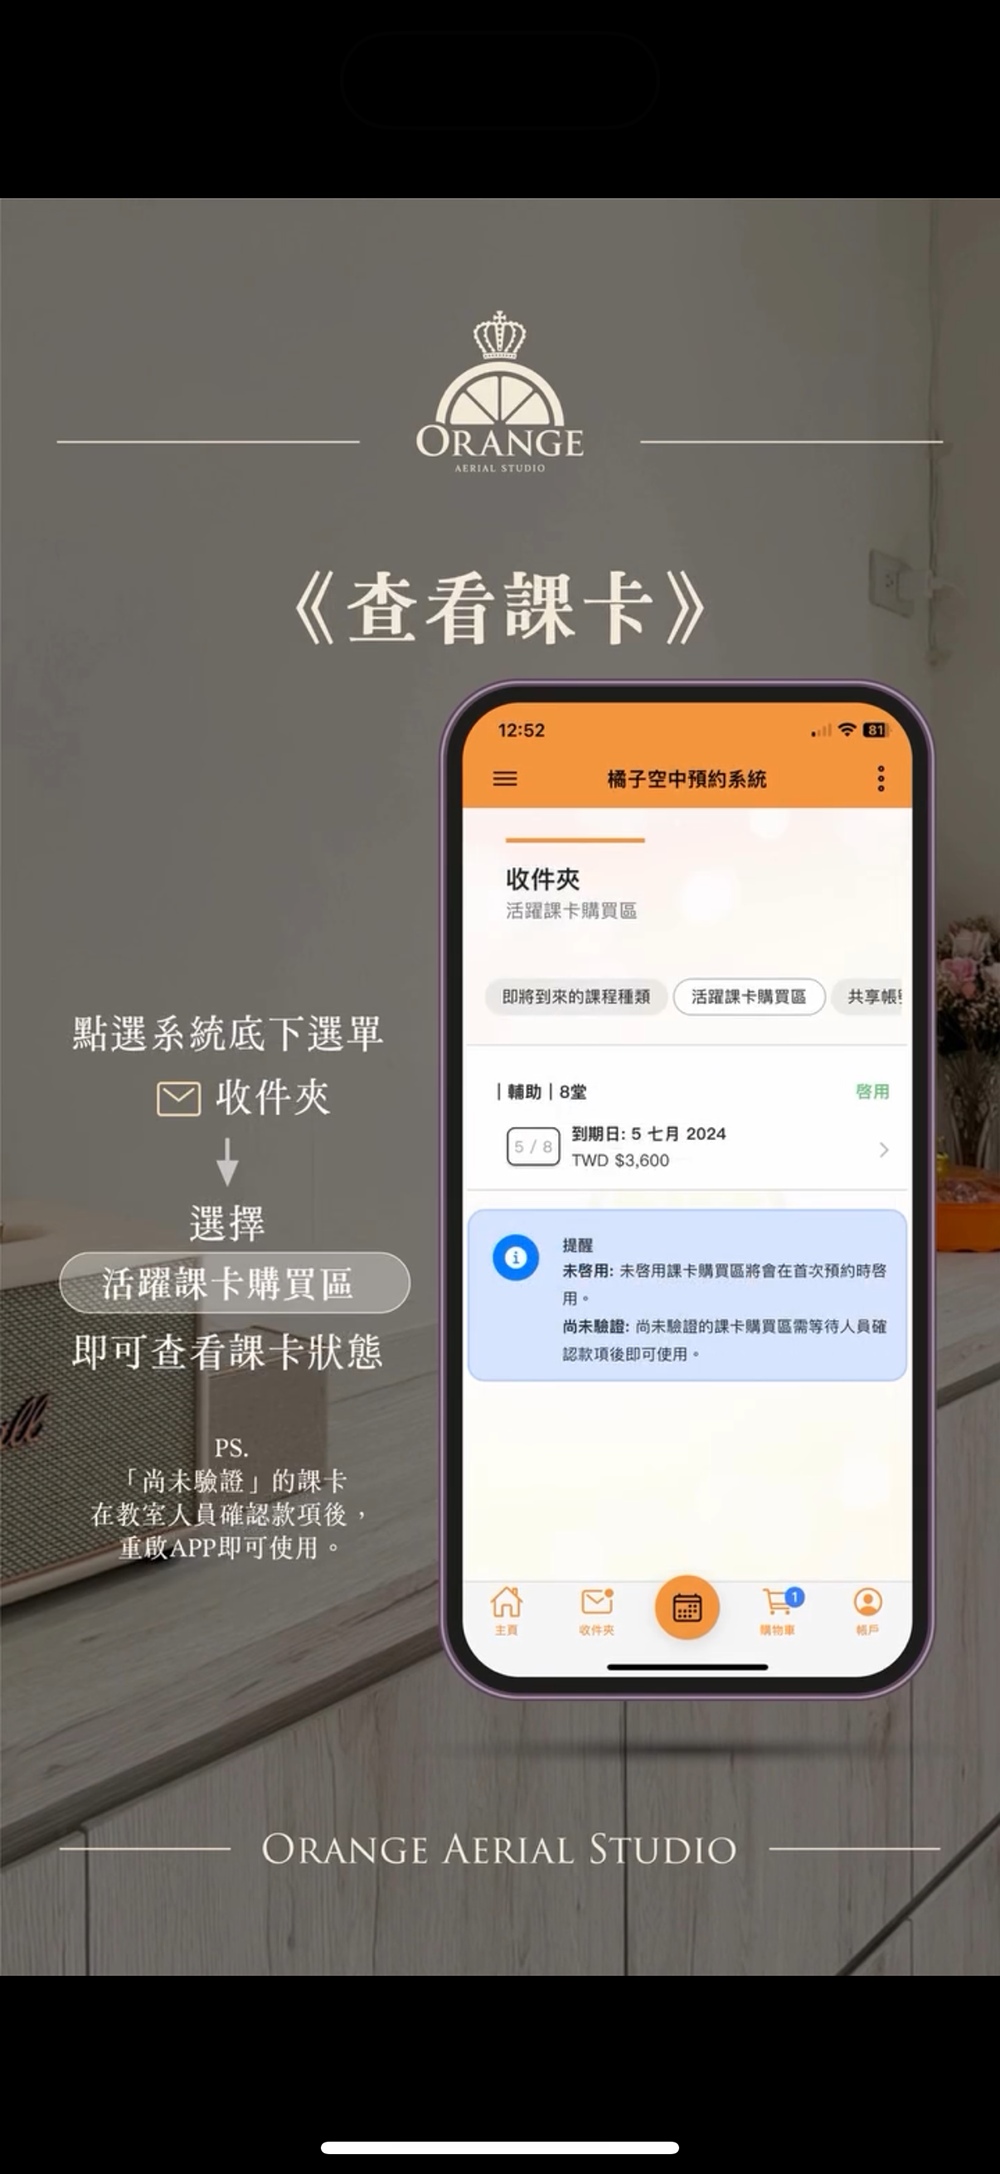 ORANGE
AERIAL STUDIO
《查看課卡》
點選系統底下選單
收件夾
選擇
活躍課卡購買區
即可查看課卡狀態
PS.
「尚未驗證」的課卡
在教室人員確認款項後，
重啟APP即可使用。
12:52
81
橘子空中預約系統
收件夾
活躍課卡購買區
即將到來的課程種類
活躍課卡購買區
共享帳
｜輔助｜8堂
啓用
5 / 8
到期日: 5 七月 2024
TWD $3,600
提醒
未啓用: 未啓用課卡購買區將會在首次預約時啓
用。
尚未驗證: 尚未驗證的課卡購買區需等待人員確
認款項後即可使用。
主頁
收件夾
1
購物車
帳戶
ORANGE AERIAL STUDIO